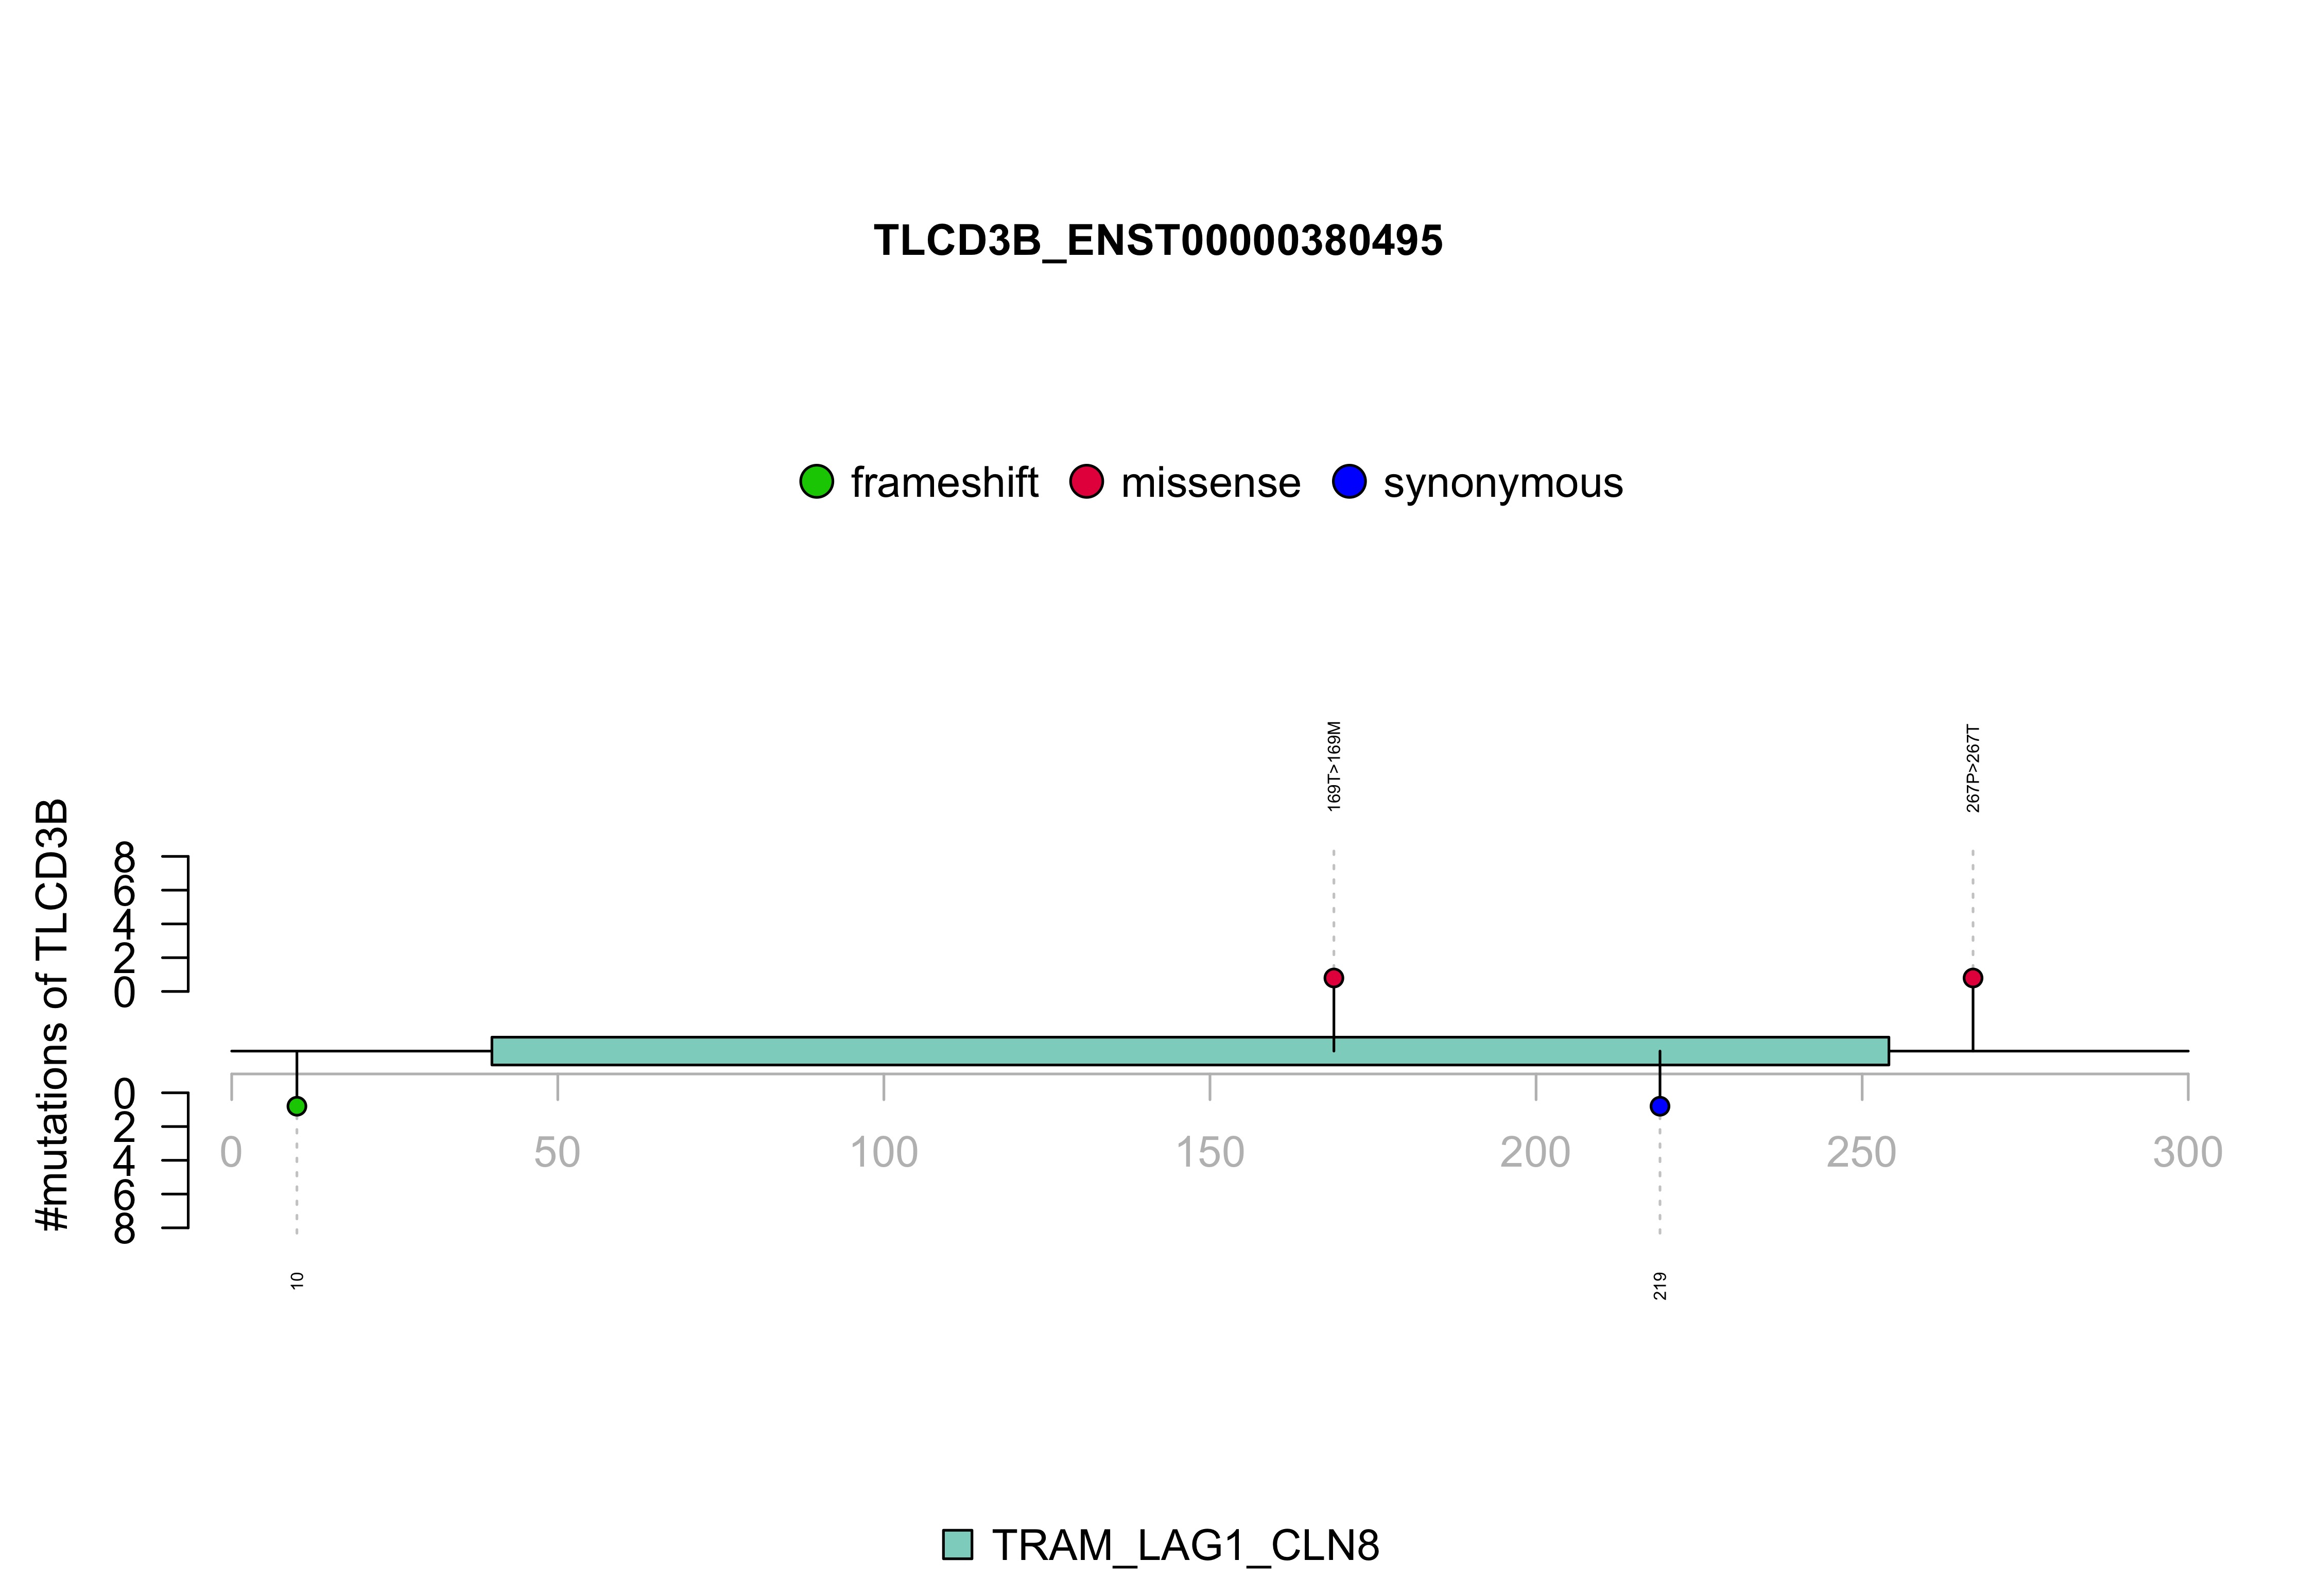 TLCD3B_ENST00000380495
frameshift missense synonymous
169T>169M
267P>267T
#mutations of TLCD3B
8
6
4
2
0
0
2
4
6
8
0 50 100 150 200 250 300
10
219
TRAM_LAG1_CLN8